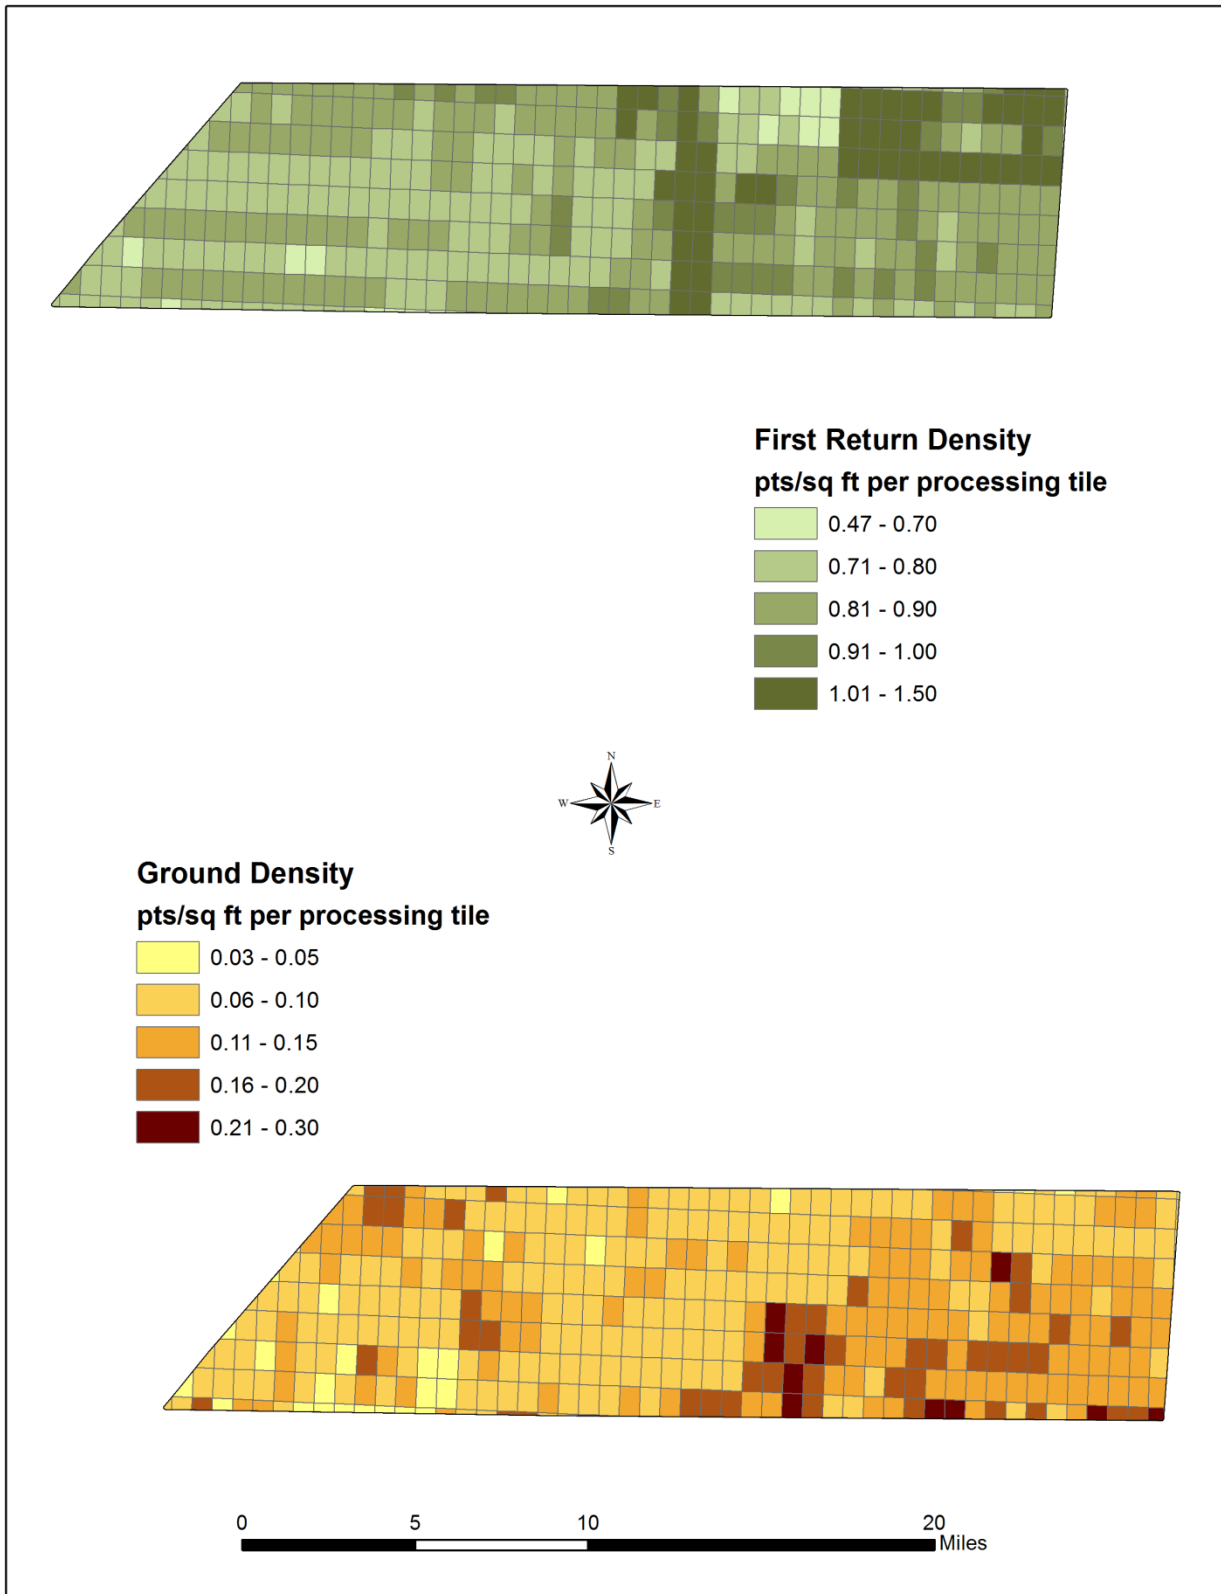 First Return Density
pts/sq ft per processing tile
0.47 - 0.70
0.71 - 0.80
0.81 - 0.90
0.91 - 1.00
1.01 - 1.50
N
W E
S
Ground Density
pts/sq ft per processing tile
0.03 - 0.05
0.06 - 0.10
0.11 - 0.15
0.16 - 0.20
0.21 - 0.30
0 5 10 20
Miles